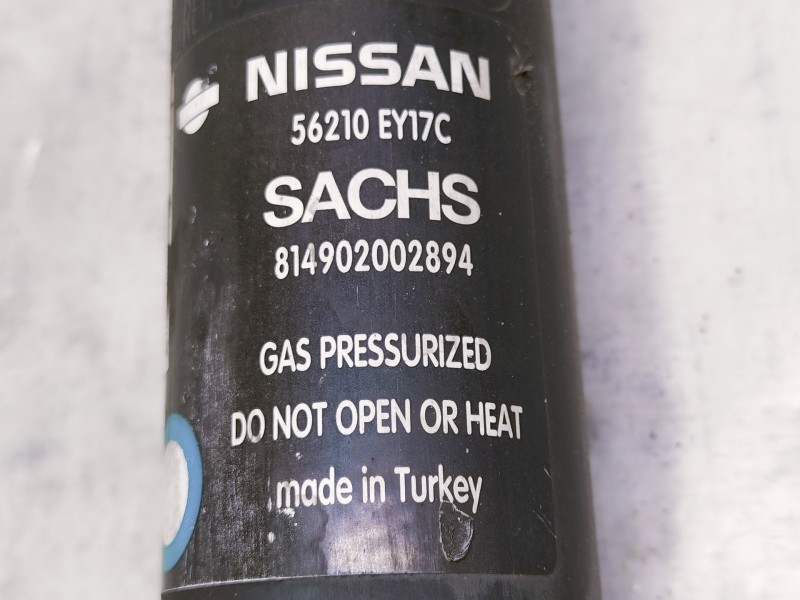 NISSAN
56210 EY17C
SACHS
814902002894
GAS PRESSURIZED
DO NOT OPEN OR HEAT
made in Turkey